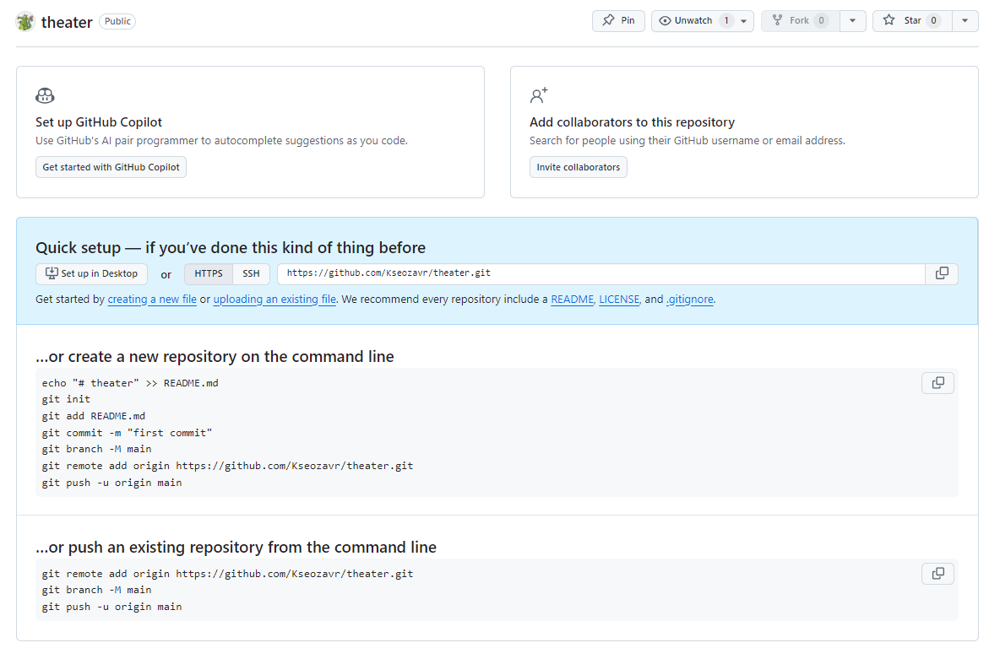 theater Public Pin Unwatch 1 Fork 0 Star 0
Set up GitHub Copilot
Use GitHub's AI pair programmer to autocomplete suggestions as you code.
Get started with GitHub Copilot
Add collaborators to this repository
Search for people using their GitHub username or email address.
Invite collaborators
Quick setup — if you’ve done this kind of thing before
Set up in Desktop or HTTPS SSH https://github.com/Kseozavr/theater.git
Get started by creating a new file or uploading an existing file. We recommend every repository include a README, LICENSE, and .gitignore.
…or create a new repository on the command line
echo "# theater" >> README.md
git init
git add README.md
git commit -m "first commit"
git branch -M main
git remote add origin https://github.com/Kseozavr/theater.git
git push -u origin main
…or push an existing repository from the command line
git remote add origin https://github.com/Kseozavr/theater.git
git branch -M main
git push -u origin main